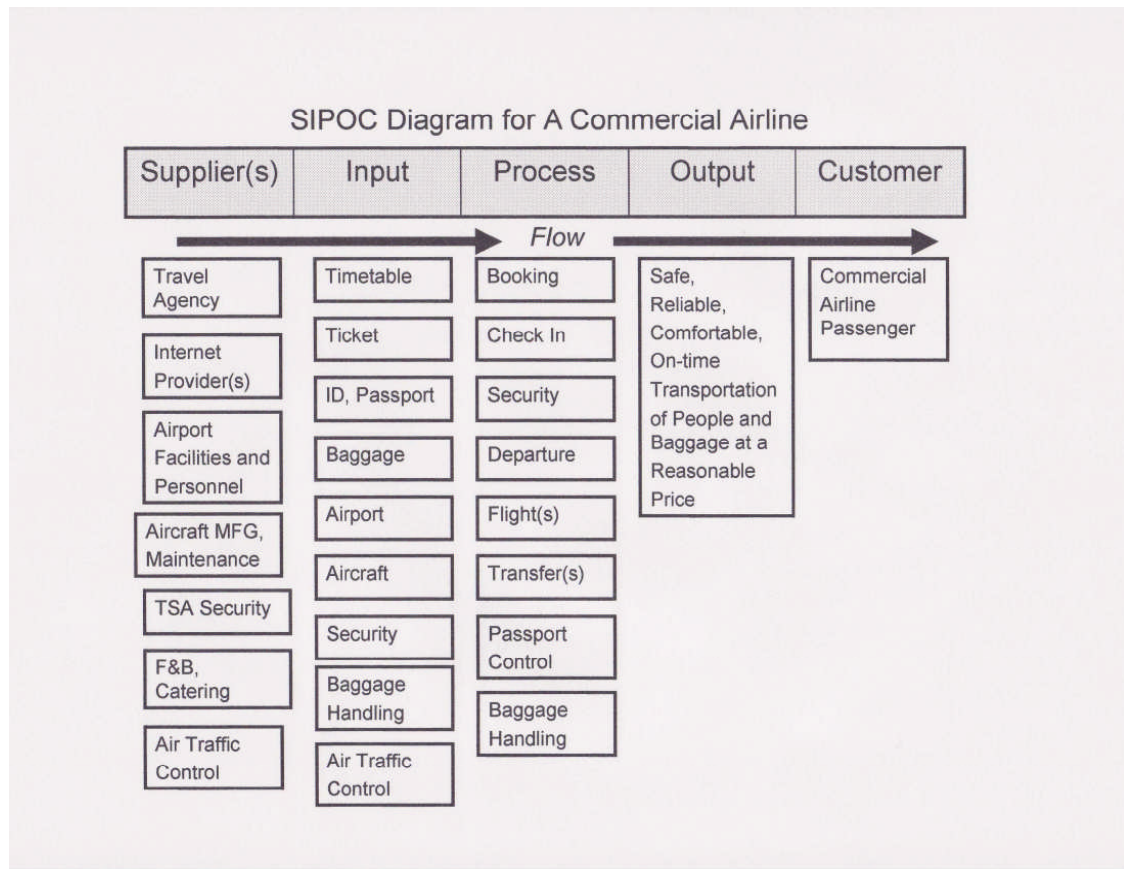 SIPOC Diagram for A Commercial Airline
Supplier(s) Input Process Output Customer
Flow
Travel
Agency
Internet
Provider(s)
Airport
Facilities and
Personnel
Aircraft MFG,
Maintenance
TSA Security
F&B,
Catering
Air Traffic
Control
Timetable
Ticket
ID, Passport
Baggage
Airport
Aircraft
Security
Baggage
Handling
Air Traffic
Control
Booking
Check In
Security
Departure
Flight(s)
Transfer(s)
Passport
Control
Baggage
Handling
Safe,
Reliable,
Comfortable,
On-time
Transportation
of People and
Baggage at a
Reasonable
Price
Commercial
Airline
Passenger